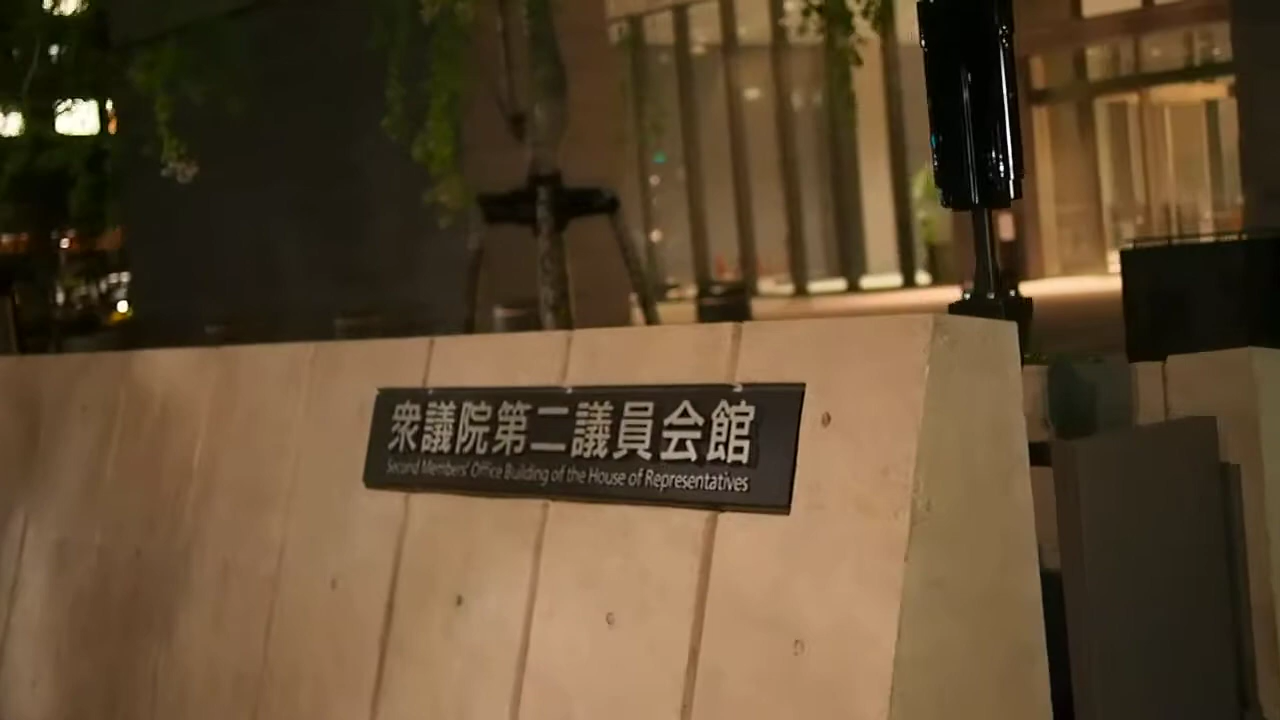 衆議院第二議員会館
Second Members' Office Building of the House of Representatives